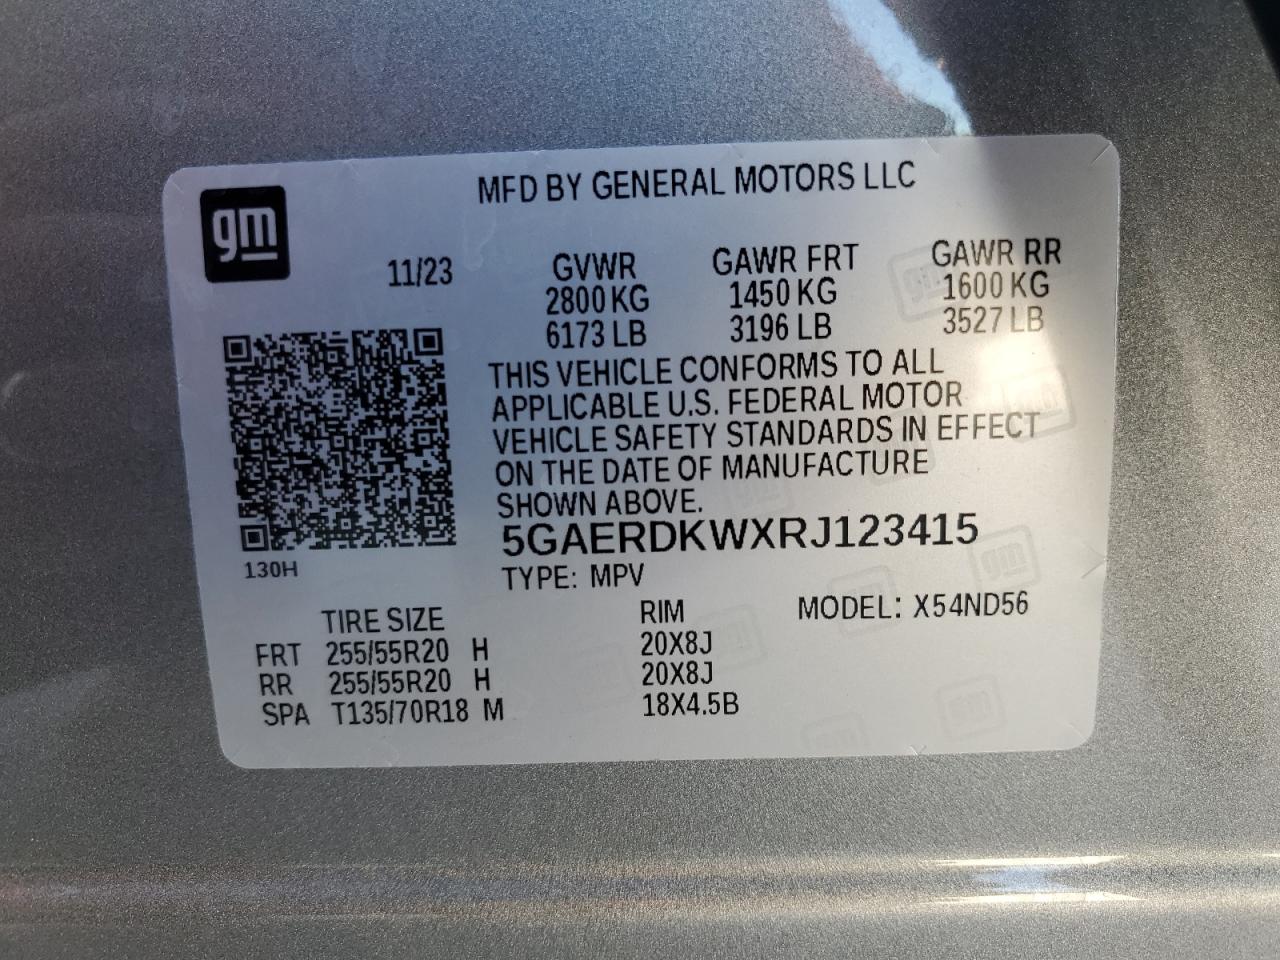 MFD BY GENERAL MOTORS LLC
gm
11/23 GVWR GAWR FRT GAWR RR
2800 KG 1450 KG 1600 KG
6173 LB 3196 LB 3527 LB
THIS VEHICLE CONFORMS TO ALL
APPLICABLE U.S. FEDERAL MOTOR
VEHICLE SAFETY STANDARDS IN EFFECT
ON THE DATE OF MANUFACTURE
SHOWN ABOVE.
5GAERDKWXRJ123415
130H
TYPE: MPV
TIRE SIZE RIM MODEL: X54ND56
FRT 255/55R20 H 20X8J
RR 255/55R20 H 20X8J
SPA T135/70R18 M 18X4.5B